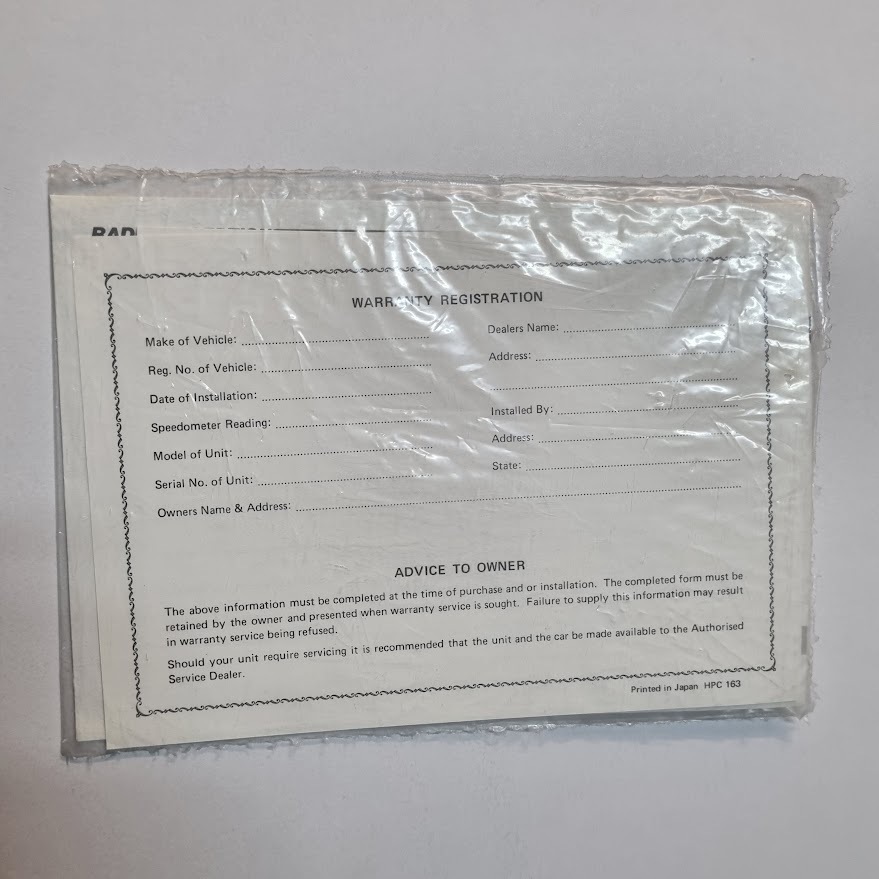 WARRANTY REGISTRATION
Make of Vehicle:
Reg. No. of Vehicle:
Date of Installation:
Speedometer Reading:
Model of Unit:
Serial No. of Unit:
Owners Name & Address:
Dealers Name:
Address:
Installed By:
Address:
State:
ADVICE TO OWNER
The above information must be completed at the time of purchase and or installation. The completed form must be
retained by the owner and presented when warranty service is sought. Failure to supply this information may result
in warranty service being refused.
Should your unit require servicing it is recommended that the unit and the car be made available to the Authorised
Service Dealer.
Printed in Japan HPC 163